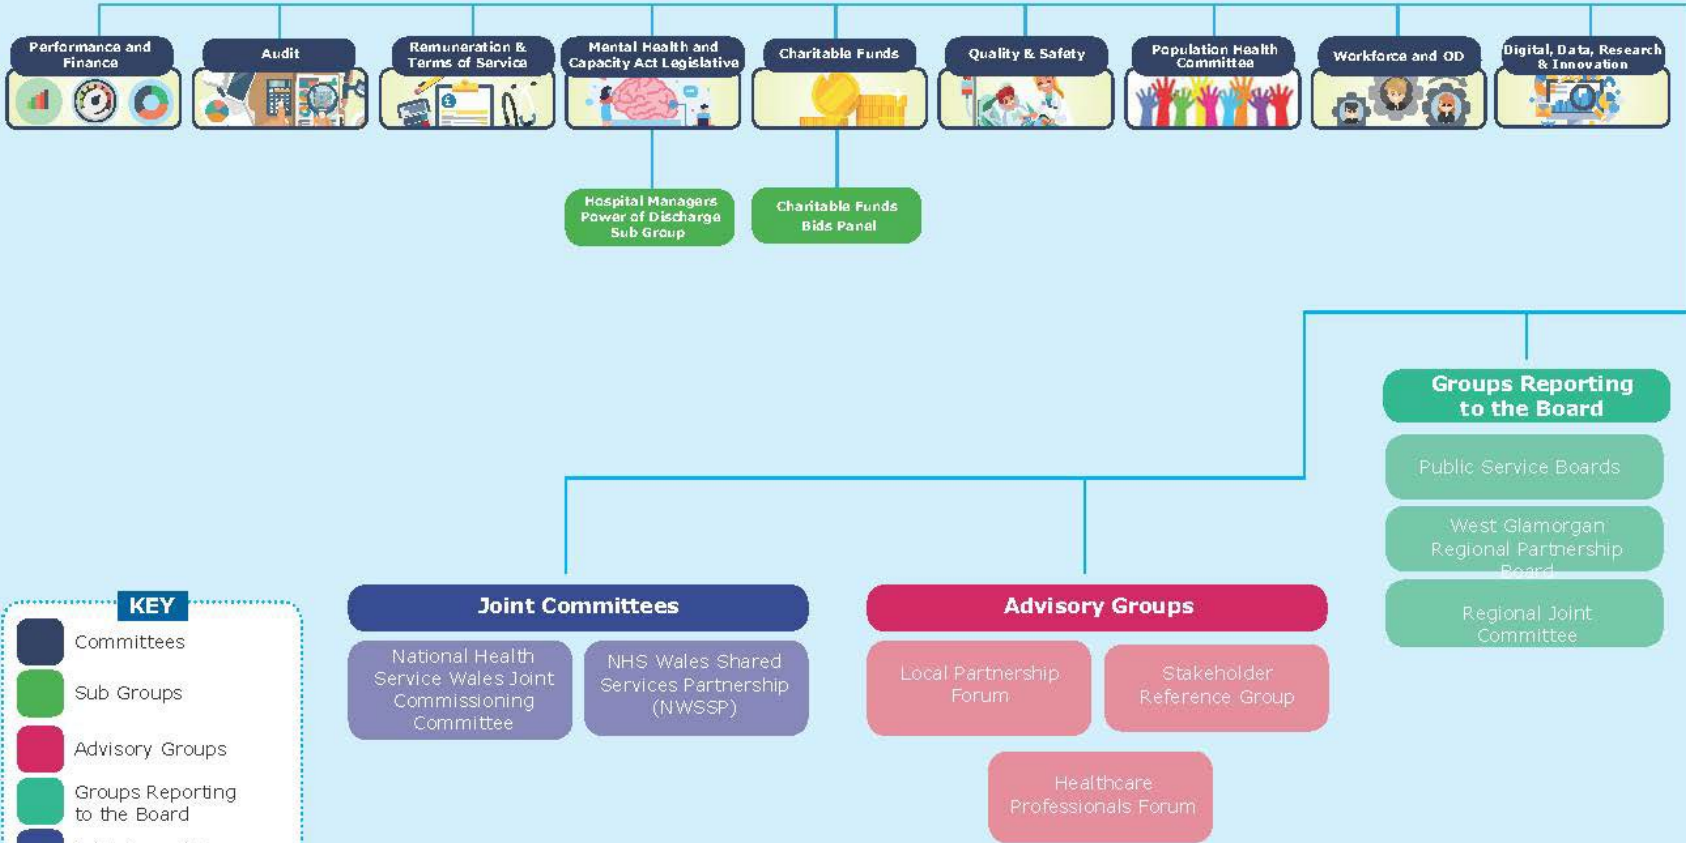 Performance and
Finance
Audit
Remuneration &
Terms of Service
Mental Health and
Capacity Act Legislative
Charitable Funds
Quality & Safety
Population Health
Committee
Workforce and OD
Digital, Data, Research
& Innovation
Hospital Managers
Power of Discharge
Sub Group
Charitable Funds
Bids Panel
Groups Reporting
to the Board
Public Service Boards
West Glamorgan
Regional Partnership
Board
Regional Joint
Committee
Joint Committees
National Health
Service Wales Joint
Commissioning
Committee
NHS Wales Shared
Services Partnership
(NWSSP)
Advisory Groups
Local Partnership
Forum
Stakeholder
Reference Group
Healthcare
Professionals Forum
KEY
Committees
Sub Groups
Advisory Groups
Groups Reporting
to the Board